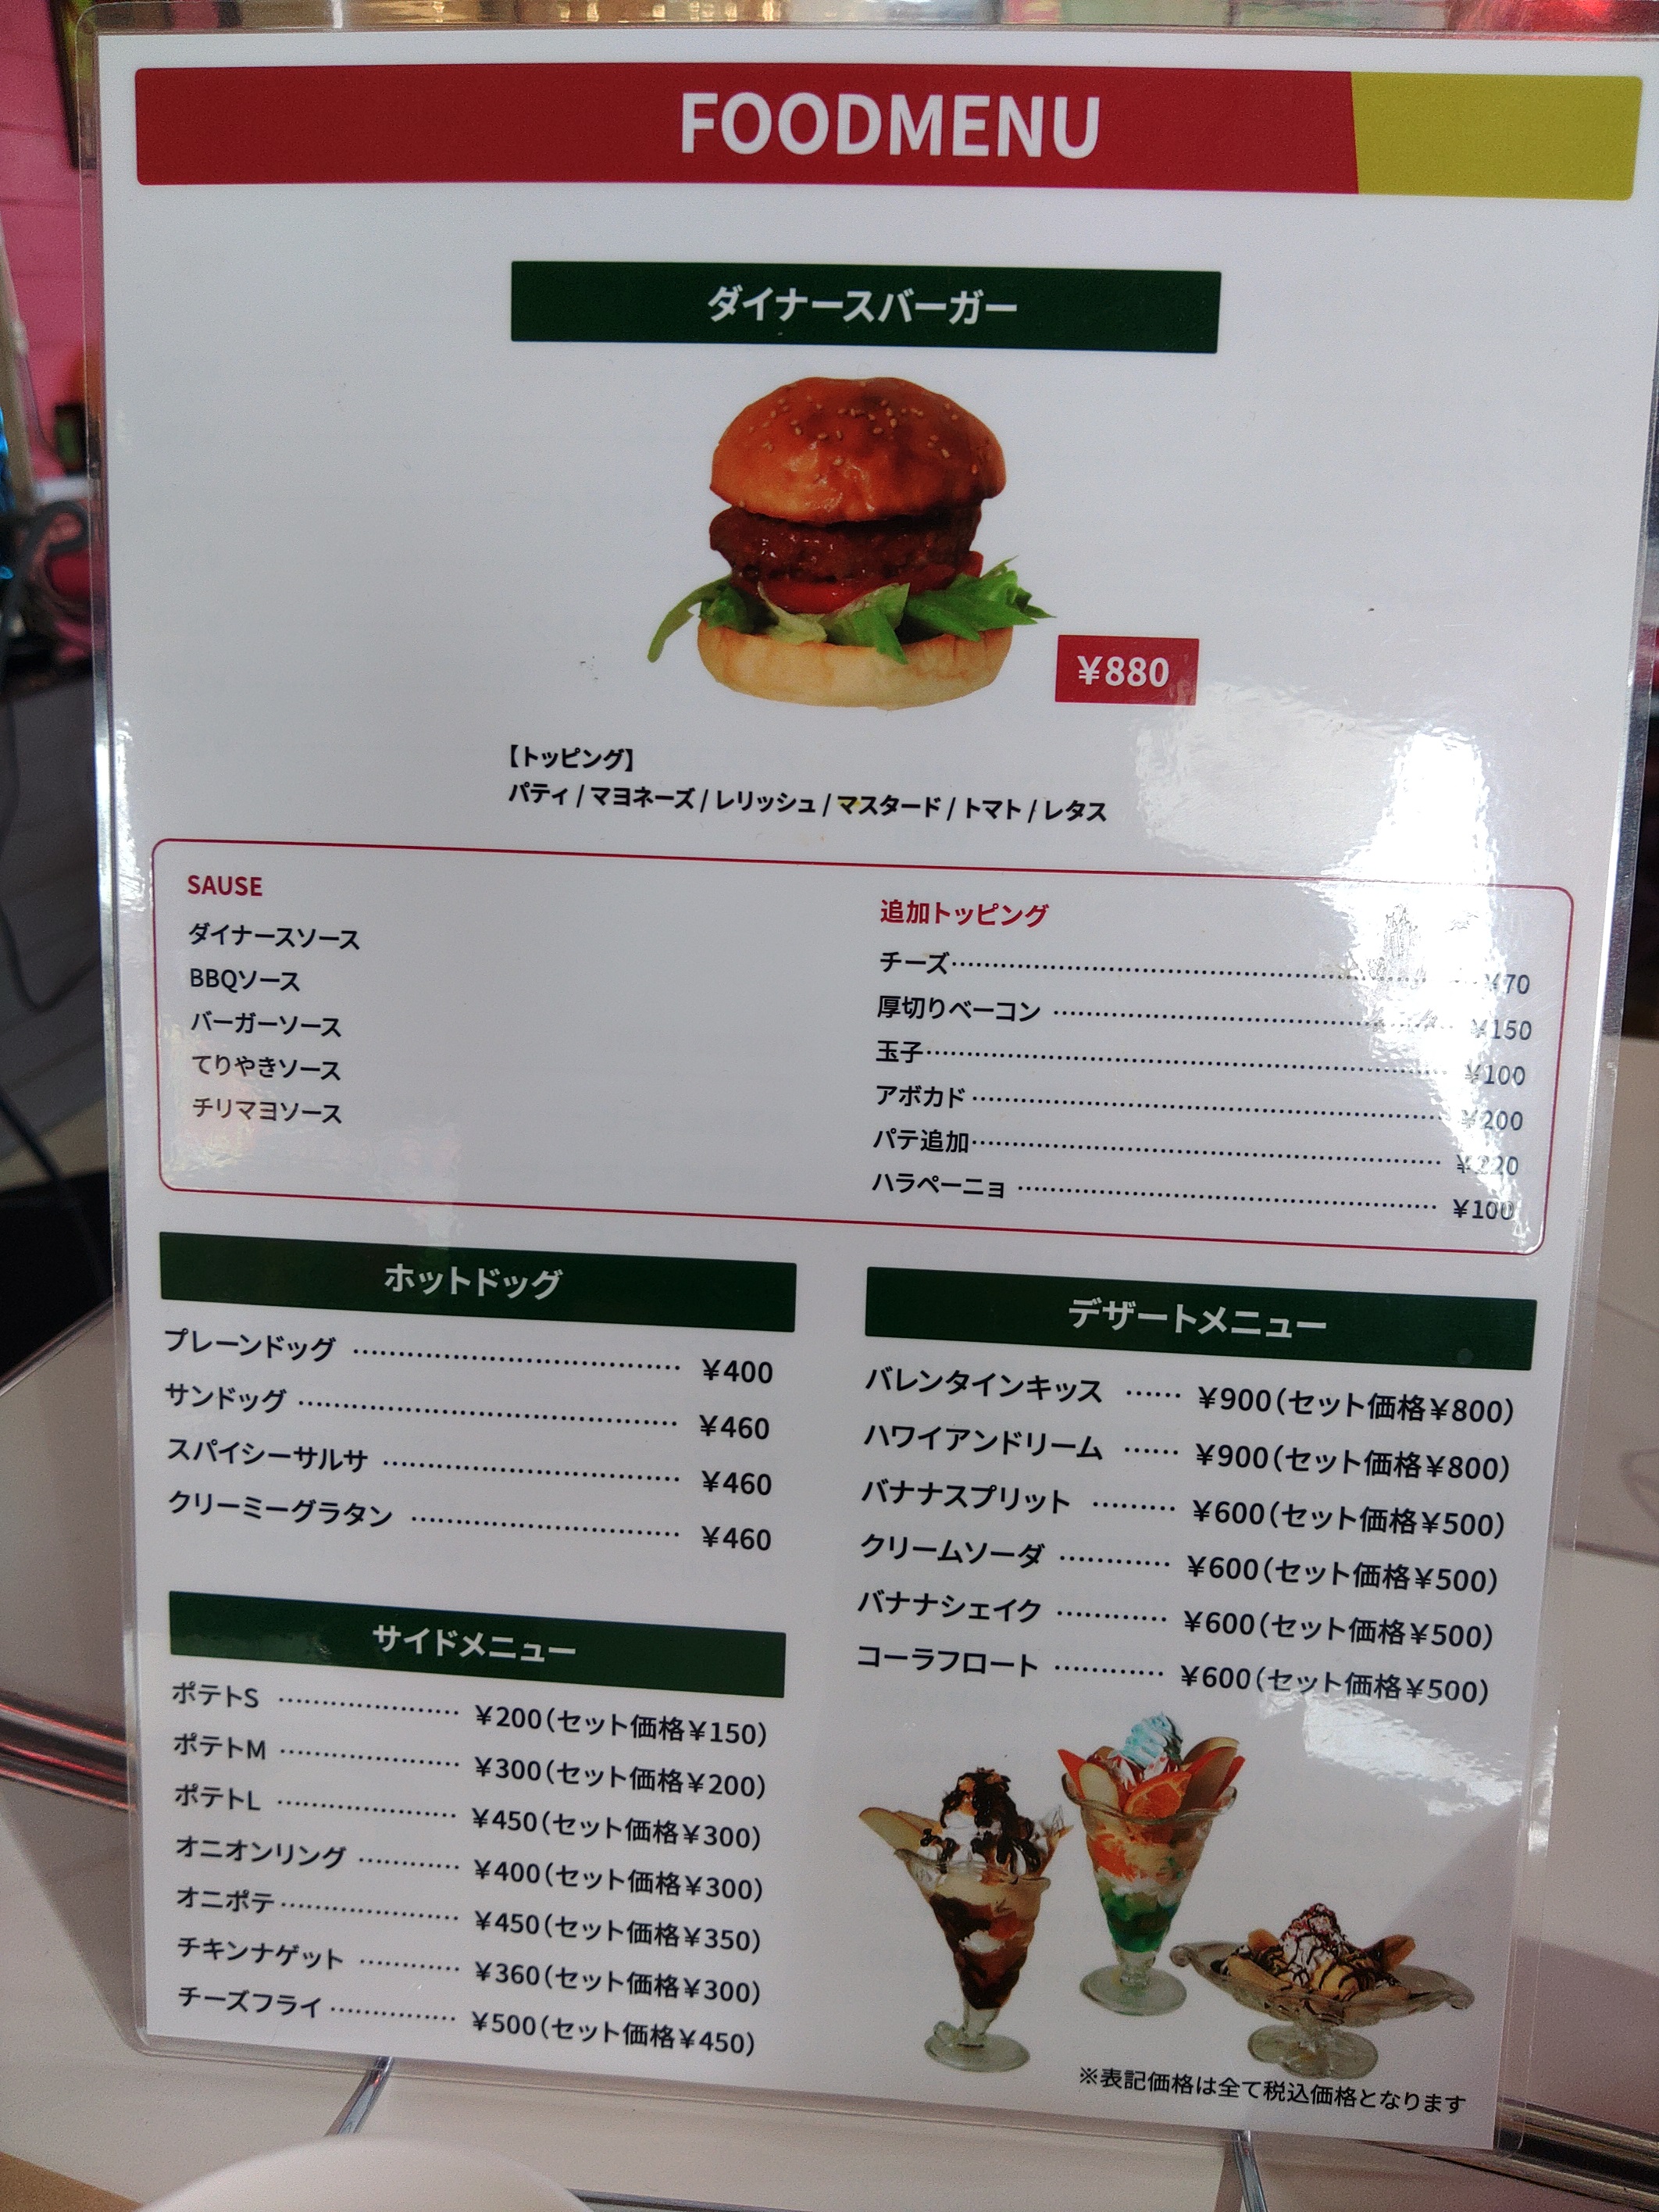 FOODMENU
ダイナースバーガー
¥880
【トッピング】
パティ / マヨネーズ / レリッシュ / マスタード / トマト / レタス
SAUSE
ダイナースソース
BBQソース
バーガーソース
てりやきソース
チリマヨソース
追加トッピング
チーズ ¥70
厚切りベーコン ¥150
玉子 ¥100
アボカド ¥200
パテ追加 ¥220
ハラペーニョ ¥100
ホットドッグ
プレーンドッグ ¥400
サンドッグ ¥460
スパイシーサルサ ¥460
クリーミーグラタン ¥460
サイドメニュー
ポテトS ¥200(セット価格¥150)
ポテトM ¥300(セット価格¥200)
ポテトL ¥450(セット価格¥300)
オニオンリング ¥400(セット価格¥300)
オニポテ ¥450(セット価格¥350)
チキンナゲット ¥360(セット価格¥300)
チーズフライ ¥500(セット価格¥450)
デザートメニュー
バレンタインキッス ¥900(セット価格¥800)
ハワイアンドリーム ¥900(セット価格¥800)
バナナスプリット ¥600(セット価格¥500)
クリームソーダ ¥600(セット価格¥500)
バナナシェイク ¥600(セット価格¥500)
コーラフロート ¥600(セット価格¥500)
※表記価格は全て税込価格となります